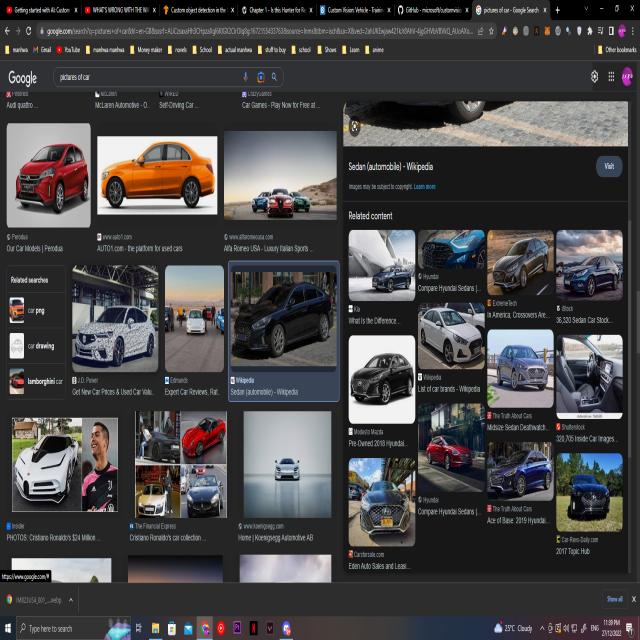 Getting started with AI: Custom
WHAT'S WRONG WITH THE W
Custom object detection in the
Chapter 1 - Is this Hunter for Re
Custom Vision: Vehicle - Trainin
GitHub - microsoft/customvisio
pictures of car - Google Search
manhwa
Gmail
YouTube
manhwa manhwa
Money maker
novels
School
actual manhwa
stuff to buy
school
Shows
Learn
anime
Other bookmarks
Google
pictures of car
Audi quattro ...
McLaren
McLaren Automotive - O...
WIRED
Self-Driving Car ...
CrazyGames
Car Games - Play Now for Free at ...
Perodua
Our Car Models | Perodua
www.auto1.com
AUTO1.com - the platform for used cars
www.alfaromeousa.com
Alfa Romeo USA - Luxury Italian Sports ...
Related searches
car png
car drawing
lamborghini car
J.D. Power
Get New Car Prices & Used Car Valu...
Edmunds
Expert Car Reviews, Rat...
Wikipedia
Sedan (automobile) - Wikipedia
Insider
PHOTOS: Cristiano Ronaldo's $24 Million ...
The Financial Express
Cristiano Ronaldo's car collection ...
www.koenigsegg.com
Home | Koenigsegg Automotive AB
Sedan (automobile) - Wikipedia
Visit
Images may be subject to copyright. Learn more
Related content
Kia
What Is the Difference...
Hyundai
Compare Hyundai Sedans |...
ExtremeTech
In America, Crossovers Are...
iStock
36,320 Sedan Car Stock...
Modesto Mazda
Pre-Owned 2018 Hyundai...
Wikipedia
List of car brands - Wikipedia
The Truth About Cars
Midsize Sedan Deathwatch...
Shutterstock
320,705 Inside Car Images...
Carsforsale.com
Eden Auto Sales and Leasi...
Hyundai
Compare Hyundai Sedans |...
The Truth About Cars
Ace of Base: 2019 Hyundai...
Car-Revs-Daily.com
2017 Topic Hub
https://www.google.com/#
Show all
Type here to search
25°C Cloudy
ENG
11:39 PM
27/12/2022